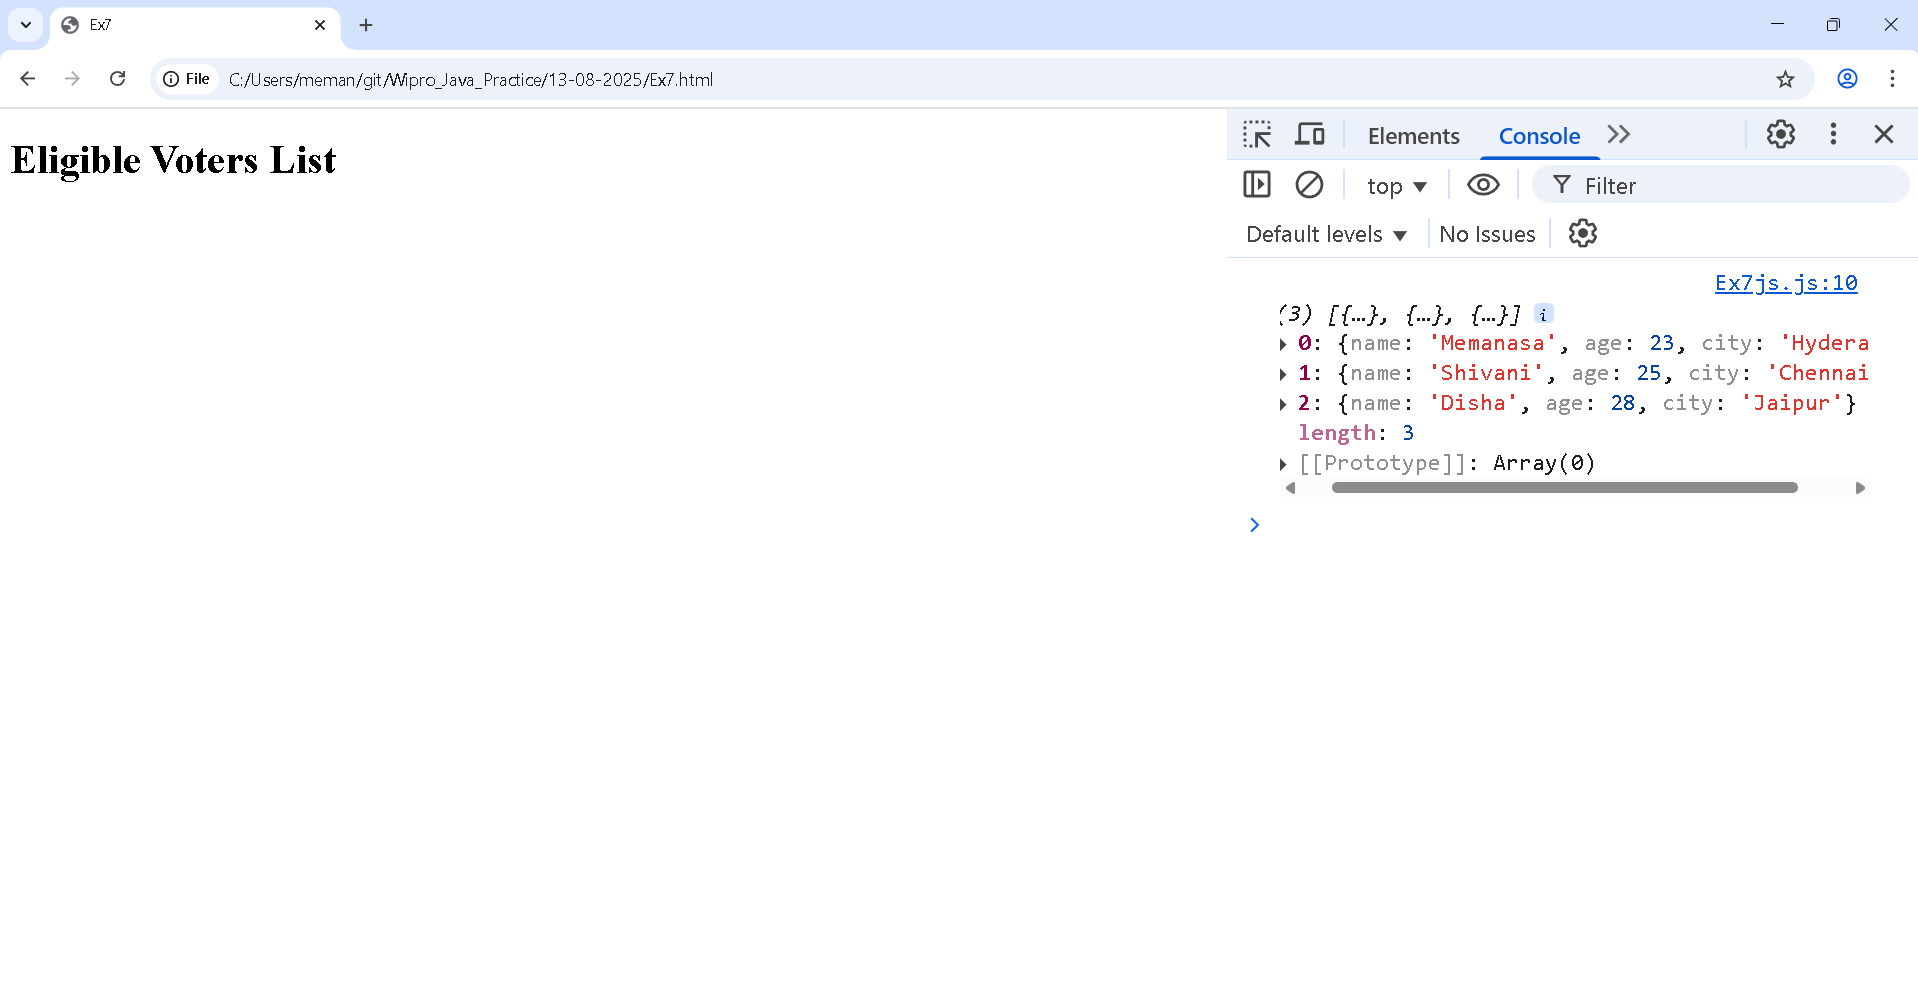 Ex7
File C:/Users/meman/git/Wipro_Java_Practice/13-08-2025/Ex7.html
Eligible Voters List
Elements Console
top Filter
Default levels No Issues
Ex7js.js:10
(3) [{…}, {…}, {…}] i
0: {name: 'Memanasa', age: 23, city: 'Hydera
1: {name: 'Shivani', age: 25, city: 'Chennai
2: {name: 'Disha', age: 28, city: 'Jaipur'}
length: 3
[[Prototype]]: Array(0)